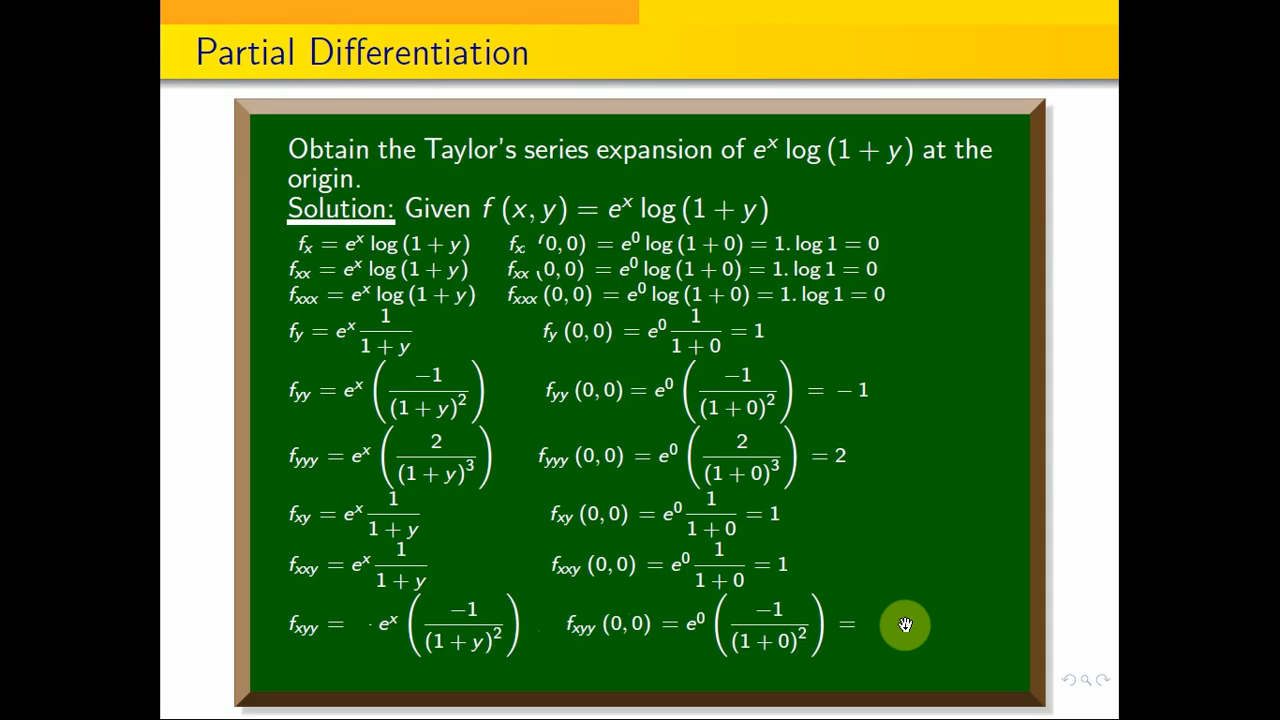 Partial Differentiation
Obtain the Taylor's series expansion of e^x log (1 + y) at the
origin.
Solution: Given f (x, y) = e^x log (1 + y)
f_x = e^x log (1 + y) f_x (0, 0) = e^0 log (1 + 0) = 1. log 1 = 0
f_xx = e^x log (1 + y) f_xx (0, 0) = e^0 log (1 + 0) = 1. log 1 = 0
f_xxx = e^x log (1 + y) f_xxx (0, 0) = e^0 log (1 + 0) = 1. log 1 = 0
f_y = e^x 1/(1 + y) f_y (0, 0) = e^0 1/(1 + 0) = 1
f_yy = e^x (−1/(1 + y)^2) f_yy (0, 0) = e^0 (−1/(1 + 0)^2) = − 1
f_yyy = e^x (2/(1 + y)^3) f_yyy (0, 0) = e^0 (2/(1 + 0)^3) = 2
f_xy = e^x 1/(1 + y) f_xy (0, 0) = e^0 1/(1 + 0) = 1
f_xxy = e^x 1/(1 + y) f_xxy (0, 0) = e^0 1/(1 + 0) = 1
f_xyy = e^x (−1/(1 + y)^2) f_xyy (0, 0) = e^0 (−1/(1 + 0)^2) =